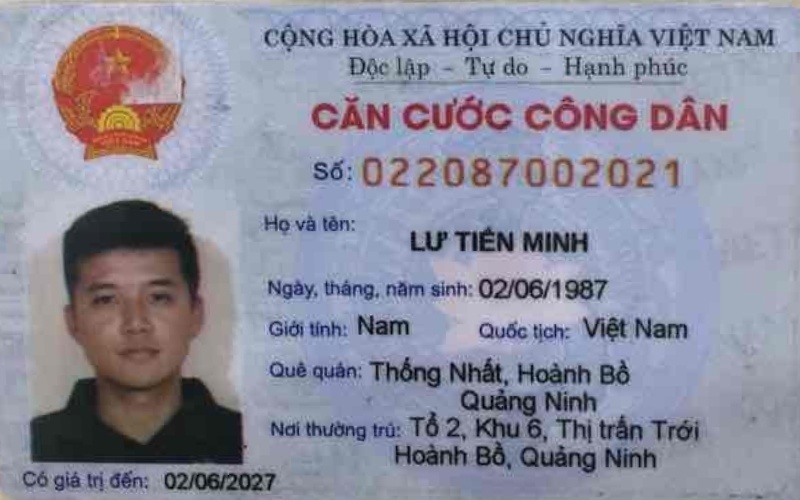 CỘNG HÒA XÃ HỘI CHỦ NGHĨA VIỆT NAM
Độc lập – Tự do – Hạnh phúc
CĂN CƯỚC CÔNG DÂN
Số: 022087002021
Họ và tên: LƯ TIẾN MINH
Ngày, tháng, năm sinh: 02/06/1987
Giới tính: Nam Quốc tịch: Việt Nam
Quê quán: Thống Nhất, Hoành Bồ
Quảng Ninh
Nơi thường trú: Tổ 2, Khu 6, Thị trấn Trới
Hoành Bồ, Quảng Ninh
Có giá trị đến: 02/06/2027